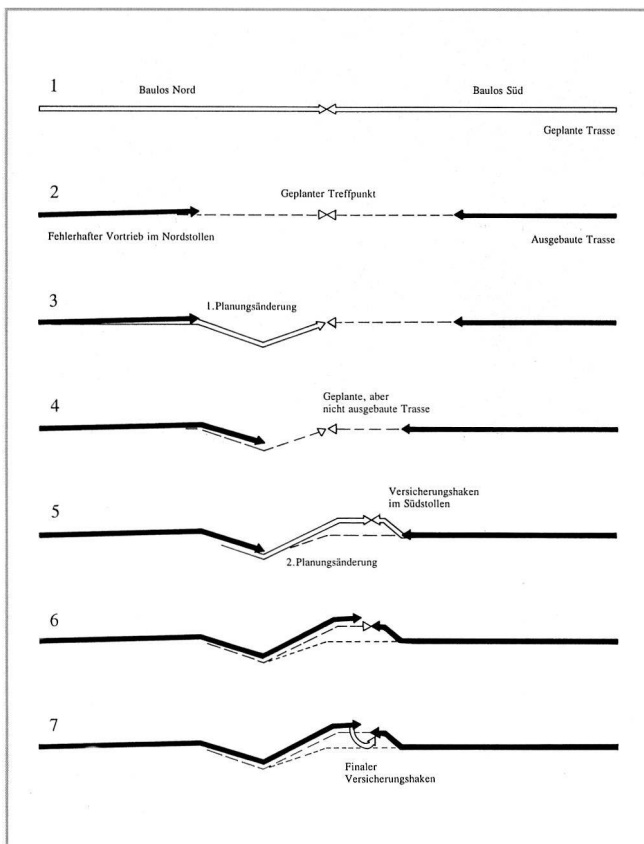 1
Baulos Nord
Baulos Süd
Geplante Trasse
2
Geplanter Treffpunkt
Fehlerhafter Vortrieb im Nordstollen
Ausgebaute Trasse
3
1.Planungsänderung
4
Geplante, aber
nicht ausgebaute Trasse
5
Versicherungshaken
im Südstollen
2.Planungsänderung
6
7
Finaler
Versicherungshaken